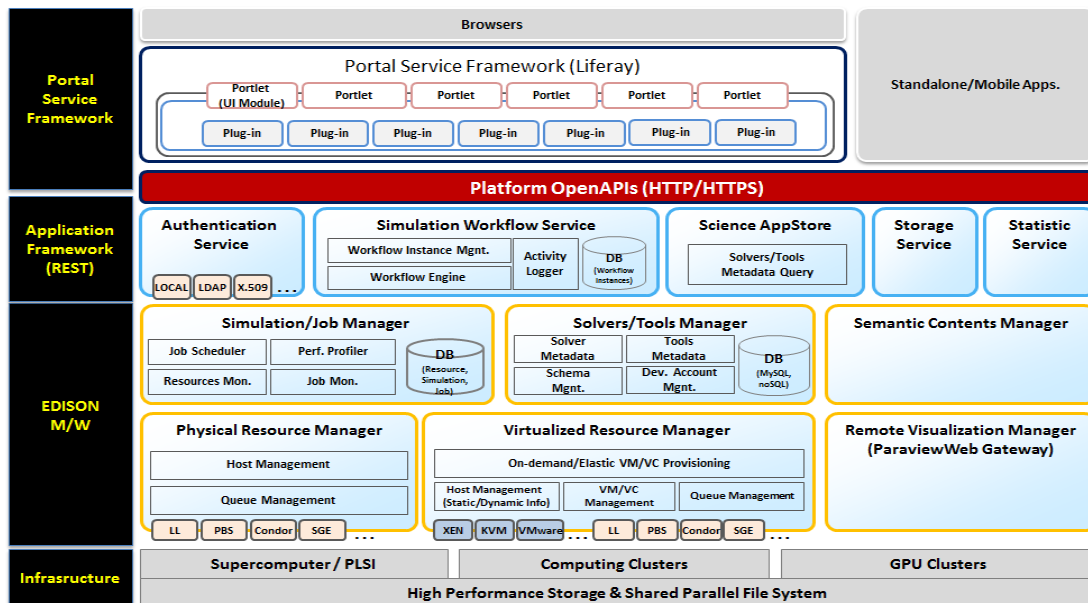 Portal
Service
Framework
Browsers
Portal Service Framework (Liferay)
Portlet
(UI Module)
Portlet
Portlet
Portlet
Portlet
Portlet
Plug-in
Plug-in
Plug-in
Plug-in
Plug-in
Plug-in
Plug-in
Standalone/Mobile Apps.
Platform OpenAPIs (HTTP/HTTPS)
Application
Framework
(REST)
Authentication
Service
LOCAL
LDAP
X.509
...
Simulation Workflow Service
Workflow Instance Mgnt.
Workflow Engine
Activity
Logger
DB
(Workflow
Instances)
Science AppStore
Solvers/Tools
Metadata Query
Storage
Service
Statistic
Service
EDISON
M/W
Simulation/Job Manager
Job Scheduler
Perf. Profiler
Resources Mon.
Job Mon.
DB
(Resource,
Simulation,
Job)
Solvers/Tools Manager
Solver
Metadata
Tools
Metadata
Schema
Mgnt.
Dev. Account
Mgnt.
DB
(MySQL,
noSQL)
Semantic Contents Manager
Physical Resource Manager
Host Management
Queue Management
LL
PBS
Condor
SGE
...
Virtualized Resource Manager
On-demand/Elastic VM/VC Provisioning
Host Management
(Static/Dynamic Info)
VM/VC
Management
Queue Management
XEN
KVM
VMware
...
LL
PBS
Condor
SGE
...
Remote Visualization Manager
(ParaviewWeb Gateway)
Infrasructure
Supercomputer / PLSI
Computing Clusters
GPU Clusters
High Performance Storage & Shared Parallel File System